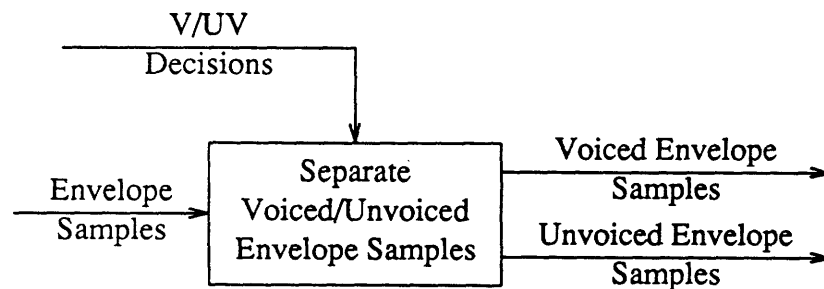 V/UV
Decisions
Envelope
Samples
Separate
Voiced/Unvoiced
Envelope Samples
Voiced Envelope
Samples
Unvoiced Envelope
Samples